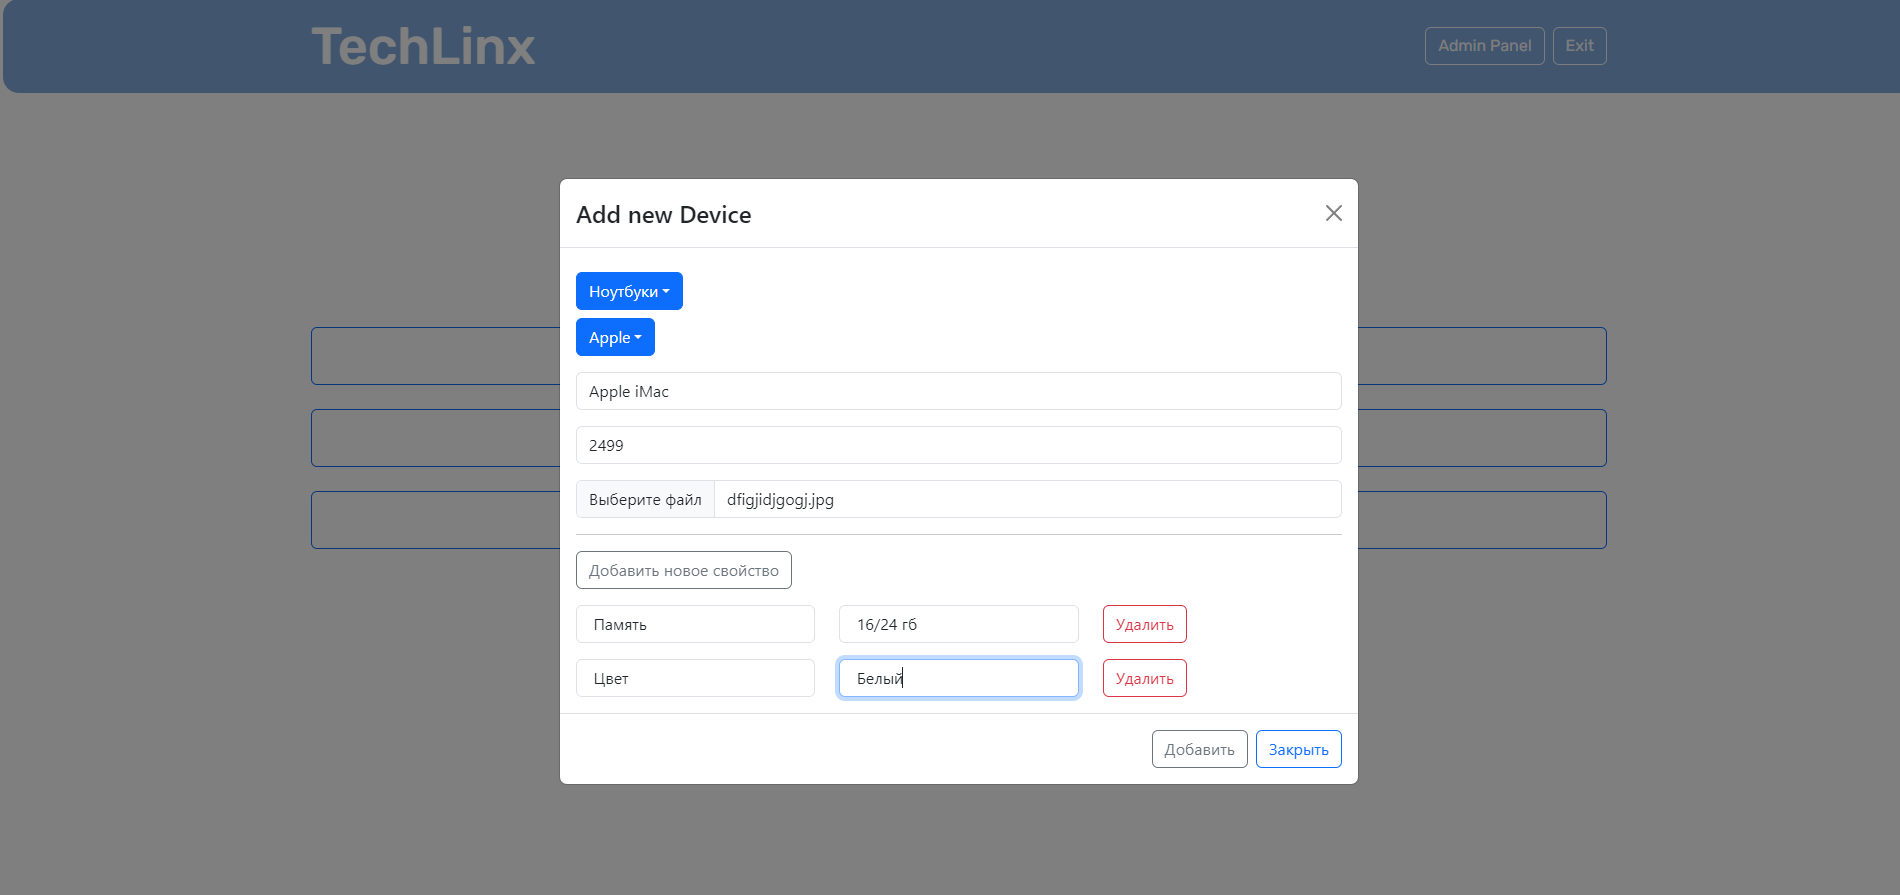 TechLinx
Admin Panel
Exit
Add new Device
Ноутбуки
Apple
Apple iMac
2499
Выберите файл dfigjidjgogj.jpg
Добавить новое свойство
Память 16/24 гб Удалить
Цвет Белый Удалить
Добавить Закрыть